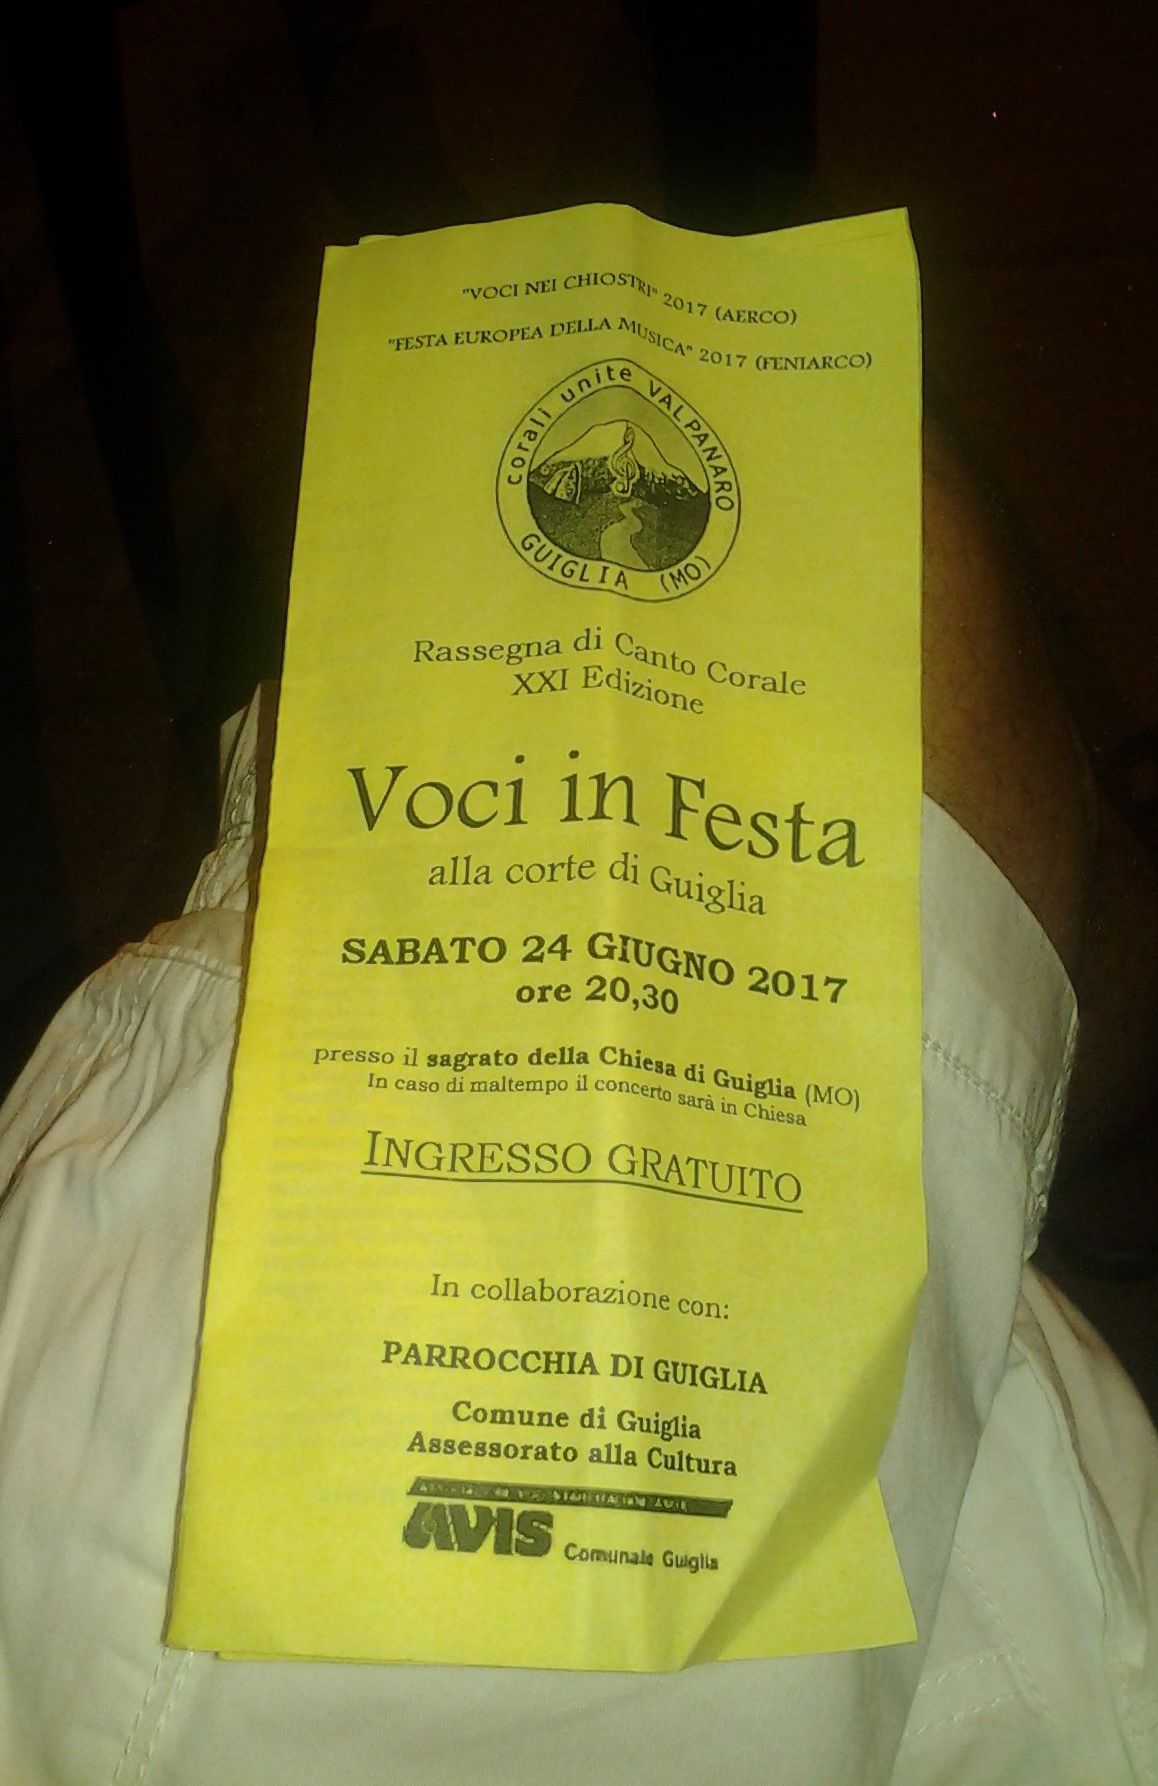 "VOCI NEI CHIOSTRI" 2017 (AERCO)
"FESTA EUROPEA DELLA MUSICA" 2017 (FENIARCO)
corali unite VALPANARO
GUIGLIA (MO)
Rassegna di Canto Corale
XXI Edizione
Voci in Festa
alla corte di Guiglia
SABATO 24 GIUGNO 2017
ore 20,30
presso il sagrato della Chiesa di Guiglia (MO)
In caso di maltempo il concerto sarà in Chiesa
INGRESSO GRATUITO
In collaborazione con:
PARROCCHIA DI GUIGLIA
Comune di Guiglia
Assessorato alla Cultura
AVIS Comunale Guiglia